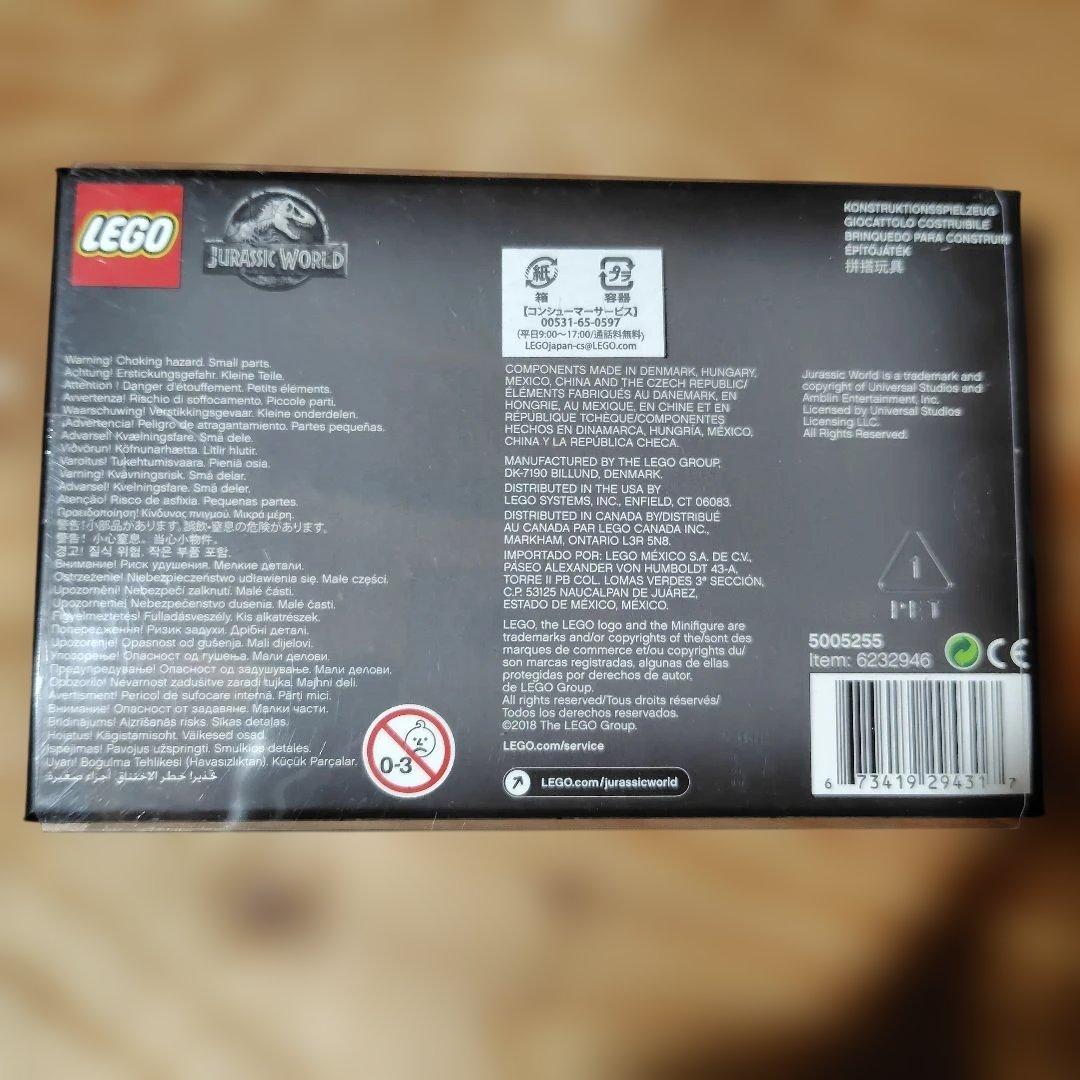 LEGO
JURASSIC WORLD
KONSTRUKTIONSSPIELZEUG
GIOCATTOLO COSTRUIBILE
BRINQUEDO PARA CONSTRUIR
ÉPÍTŐJÁTÉK
拼搭玩具
紙 プラ
箱 容器
【コンシューマーサービス】
00531-65-0597
(平日9:00〜17:00/通話料無料)
LEGOjapan-cs@LEGO.com
Warning! Choking hazard. Small parts.
Achtung! Erstickungsgefahr. Kleine Teile.
Attention ! Danger d'étouffement. Petits éléments.
Avvertenza! Rischio di soffocamento. Piccole parti.
Waarschuwing! Verstikkingsgevaar. Kleine onderdelen.
¡Advertencia! Peligro de atragantamiento. Partes pequeñas.
Advarsel! Kvælningsfare. Små dele.
Viðvörun! Köfnunarhætta. Litlir hlutir.
Varoitus! Tukehtumisvaara. Pieniä osia.
Varning! Kvävningsrisk. Små delar.
Advarsel! Kvelningsfare. Små deler.
Atenção! Risco de asfixia. Pequenas partes.
Προειδοποίηση! Κίνδυνος πνιγμού. Μικρά μέρη.
警告!小部品があります。誤飲・窒息の危険があります。
警告！小心窒息。当心小物件。
경고! 질식 위험. 작은 부품 포함.
Внимание! Риск удушения. Мелкие детали.
Ostrzeżenie! Niebezpieczeństwo udławienia się. Małe części.
Upozornění! Nebezpečí zalknutí. Malé části.
Upozornenie! Nebezpečenstvo dusenia. Malé časti.
Figyelmeztetés! Fulladásveszély. Kis alkatrészek.
Попередження! Ризик задухи. Дрібні деталі.
Upozorenje! Opasnost od gušenja. Mali dijelovi.
Упозорење! Опасност од гушења. Мали делови.
Предупредување! Опасност од задушување. Мали делови.
Opozorilo! Nevarnost zadušitve zaradi tujka. Majhni deli.
Avertisment! Pericol de sufocare internă. Părți mici.
Внимание! Опасност от задавяне. Малки части.
Brīdinājums! Aizrīšanās risks. Sīkas detaļas.
Hoiatus! Kägistamisoht. Väikesed osad.
Įspėjimas! Pavojus užspringti. Smulkios detalės.
Uyarı! Boğulma Tehlikesi (Havasızlıktan). Küçük Parçalar.
تحذير! خطر الاختناق. أجزاء صغيرة.
0-3
COMPONENTS MADE IN DENMARK, HUNGARY,
MEXICO, CHINA AND THE CZECH REPUBLIC/
ÉLÉMENTS FABRIQUÉS AU DANEMARK, EN
HONGRIE, AU MEXIQUE, EN CHINE ET EN
RÉPUBLIQUE TCHÈQUE/COMPONENTES
HECHOS EN DINAMARCA, HUNGRÍA, MÉXICO,
CHINA Y LA REPÚBLICA CHECA.
MANUFACTURED BY THE LEGO GROUP,
DK-7190 BILLUND, DENMARK.
DISTRIBUTED IN THE USA BY
LEGO SYSTEMS, INC., ENFIELD, CT 06083.
DISTRIBUTED IN CANADA BY/DISTRIBUÉ
AU CANADA PAR LEGO CANADA INC.,
MARKHAM, ONTARIO L3R 5N8.
IMPORTADO POR: LEGO MÉXICO S.A. DE C.V.,
PASEO ALEXANDER VON HUMBOLDT 43-A,
TORRE II PB COL. LOMAS VERDES 3ª SECCIÓN,
C.P. 53125 NAUCALPAN DE JUÁREZ,
ESTADO DE MÉXICO, MÉXICO.
LEGO, the LEGO logo and the Minifigure are
trademarks and/or copyrights of the/sont des
marques de commerce et/ou copyrights du/
son marcas registradas, algunas de ellas
protegidas por derechos de autor,
de LEGO Group.
All rights reserved/Tous droits réservés/
Todos los derechos reservados.
©2018 The LEGO Group.
LEGO.com/service
LEGO.com/jurassicworld
Jurassic World is a trademark and
copyright of Universal Studios and
Amblin Entertainment, Inc.
Licensed by Universal Studios
Licensing LLC.
All Rights Reserved.
1
PET
5005255
Item: 6232946
CE
6 73419 29431 7